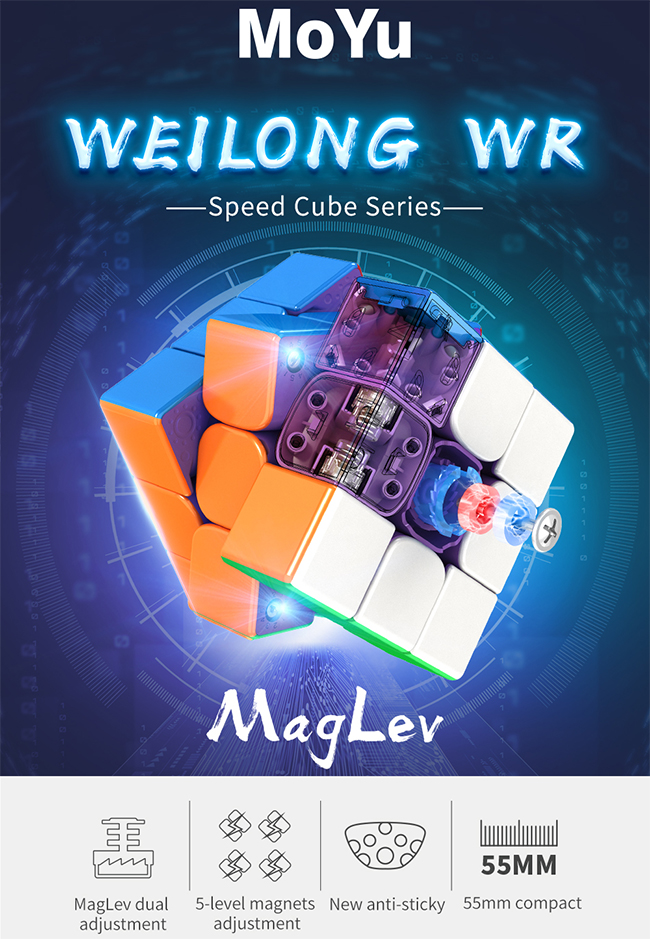 MoYu
WEILONG WR
Speed Cube Series
MagLev
55MM
MagLev dual
adjustment
5-level magnets
adjustment
New anti-sticky
55mm compact